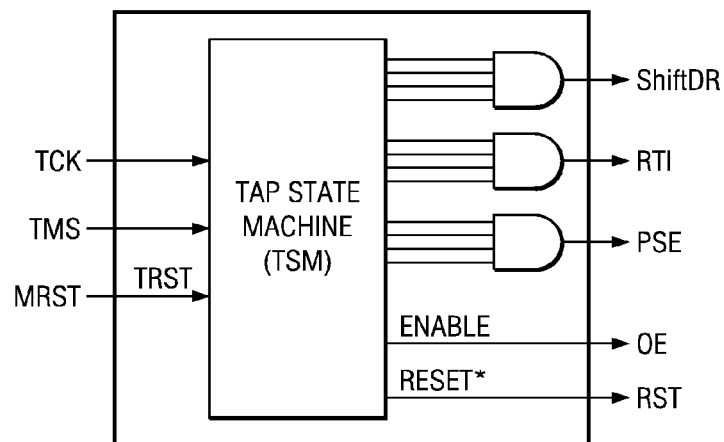 ShiftDR
TCK
RTI
TAP STATE
MACHINE
(TSM)
TMS
PSE
TRST
MRST
ENABLE
OE
RESET*
RST